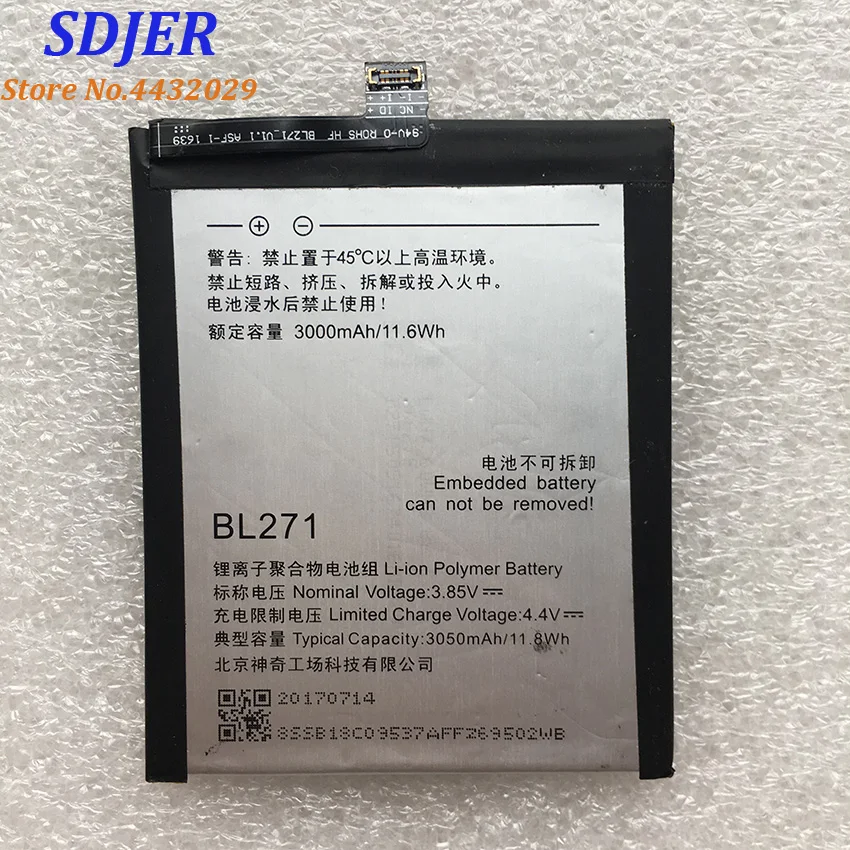 SDJER
Store No.4432029
- I - I +
- NC ID +
94V-0 ROHS HF BL271_V1.1 ASF-1 1639
警告: 禁止置于45℃以上高温环境。
禁止短路、挤压、拆解或投入火中。
电池浸水后禁止使用!
额定容量 3000mAh/11.6Wh
电池不可拆卸
Embedded battery
can not be removed!
BL271
锂离子聚合物电池组 Li-ion Polymer Battery
标称电压 Nominal Voltage:3.85V⎓
充电限制电压 Limited Charge Voltage:4.4V⎓
典型容量 Typical Capacity:3050mAh/11.8Wh
北京神奇工场科技有限公司
20170714
8SSB18C09537AFF269502WB